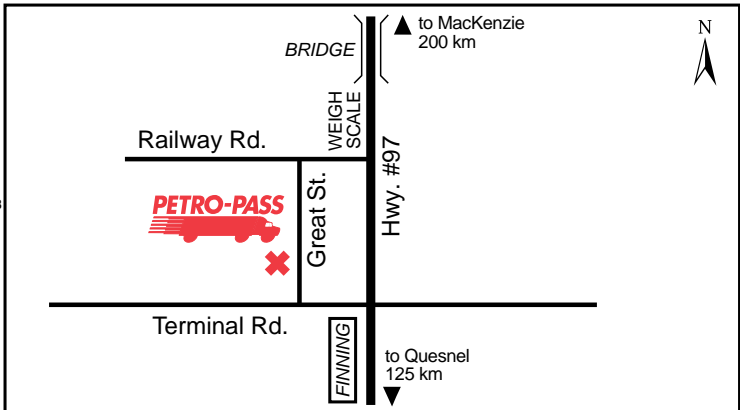 to MacKenzie
200 km
N
BRIDGE
WEIGH
SCALE
Railway Rd.
Hwy. #97
Great St.
PETRO-PASS
Terminal Rd.
FINNING
to Quesnel
125 km